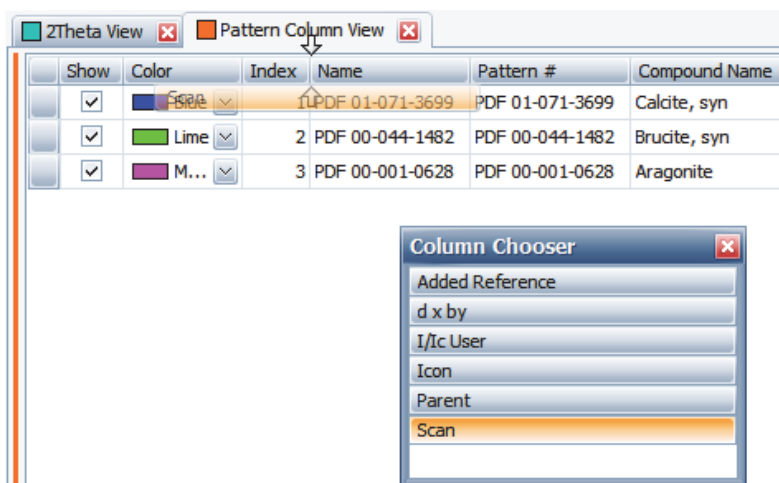 2Theta View Pattern Column View
Show Color Index Name Pattern # Compound Name
Scan
Blue 1 PDF 01-071-3699 PDF 01-071-3699 Calcite, syn
Lime 2 PDF 00-044-1482 PDF 00-044-1482 Brucite, syn
M... 3 PDF 00-001-0628 PDF 00-001-0628 Aragonite
Column Chooser
Added Reference
d x by
I/Ic User
Icon
Parent
Scan